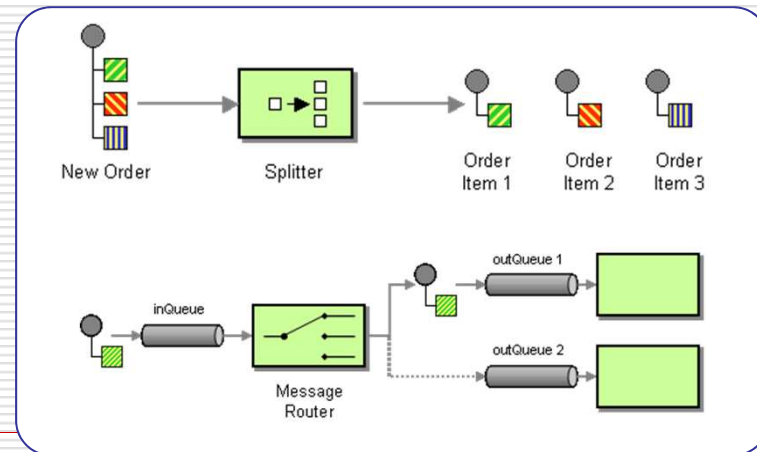 New Order
Splitter
Order
Item 1
Order
Item 2
Order
Item 3
inQueue
Message
Router
outQueue 1
outQueue 2